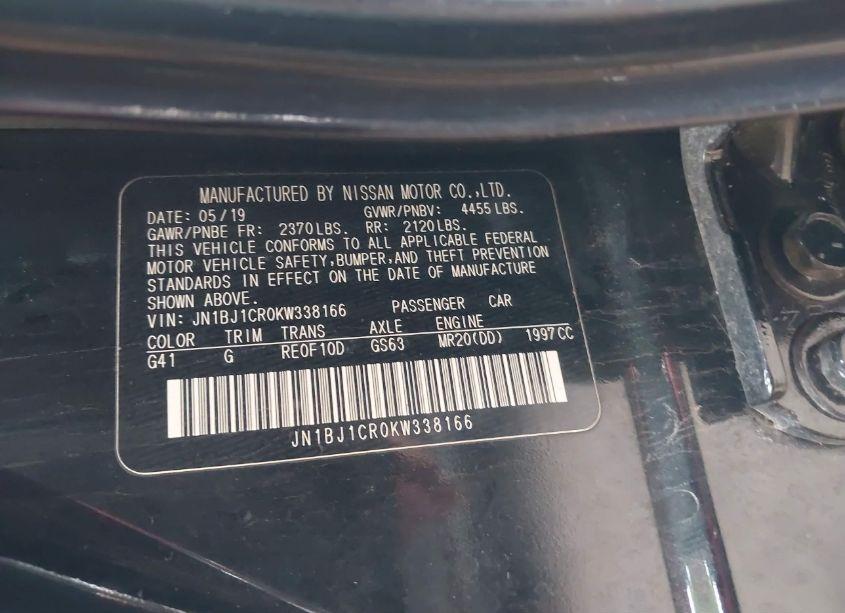 MANUFACTURED BY NISSAN MOTOR CO.,LTD.
DATE: 05/19 GVWR/PNBV: 4455 LBS.
GAWR/PNBE FR: 2370 LBS. RR: 2120 LBS.
THIS VEHICLE CONFORMS TO ALL APPLICABLE FEDERAL
MOTOR VEHICLE SAFETY,BUMPER,AND THEFT PREVENTION
STANDARDS IN EFFECT ON THE DATE OF MANUFACTURE
SHOWN ABOVE.
VIN: JN1BJ1CR0KW338166 PASSENGER CAR
COLOR TRIM TRANS AXLE ENGINE
G41 G RE0F10D GS63 MR20(DD) 1997CC
JN1BJ1CR0KW338166